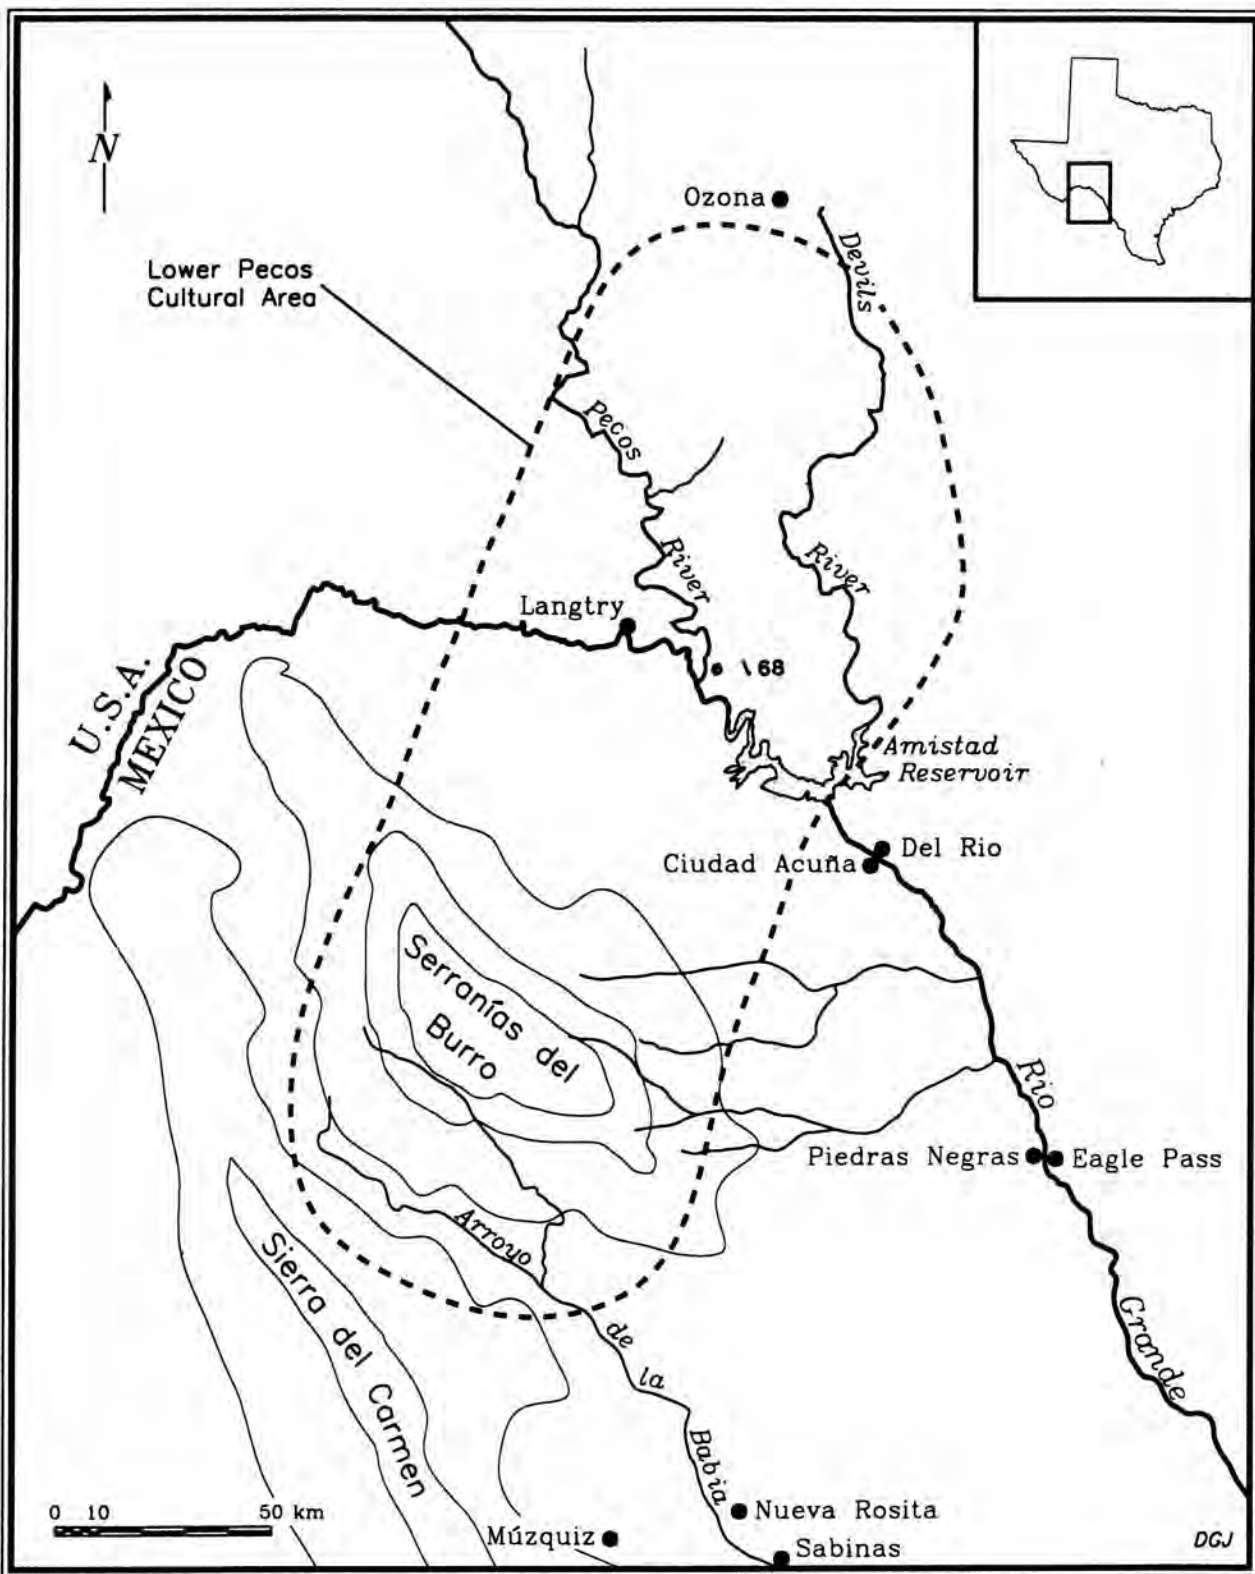 N
Ozona
Devils
River
Lower Pecos
Cultural Area
Pecos
River
Langtry
\68
U.S.A.
MEXICO
Amistad
Reservoir
Del Rio
Ciudad Acuña
Serranías del
Burro
Rio
Grande
Piedras Negras
Eagle Pass
Arroyo
de
la
Babia
Sierra del Carmen
0 10 50 km
Nueva Rosita
Múzquiz
Sabinas
DGJ